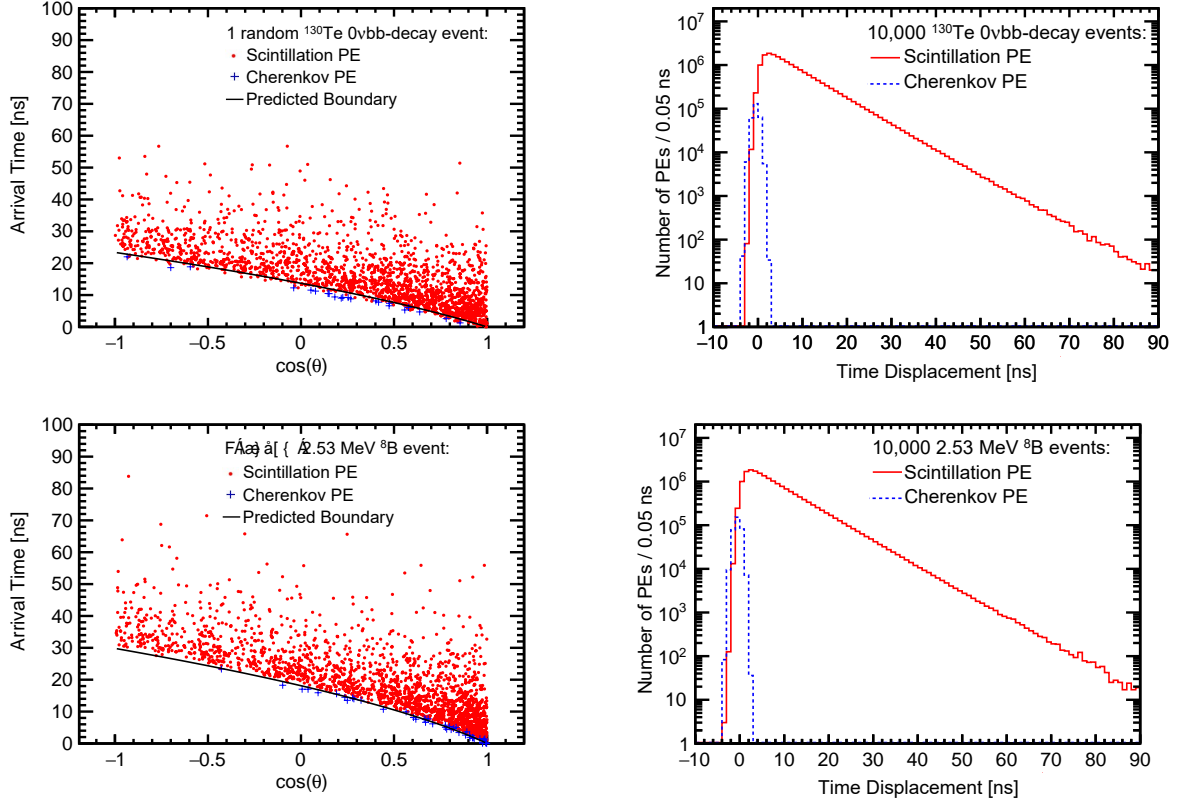 1 random ¹³⁰Te 0νbb-decay event:
Scintillation PE
Cherenkov PE
Predicted Boundary
Arrival Time [ns]
100
90
80
70
60
50
40
30
20
10
0
−1 −0.5 0 0.5 1
cos(θ)
10,000 ¹³⁰Te 0νbb-decay events:
Scintillation PE
Cherenkov PE
Number of PEs / 0.05 ns
10⁷
10⁶
10⁵
10⁴
10³
10²
10
1
−10 0 10 20 30 40 50 60 70 80 90
Time Displacement [ns]
2.53 MeV ⁸B event:
Scintillation PE
Cherenkov PE
Predicted Boundary
Arrival Time [ns]
100
90
80
70
60
50
40
30
20
10
0
−1 −0.5 0 0.5 1
cos(θ)
10,000 2.53 MeV ⁸B events:
Scintillation PE
Cherenkov PE
Number of PEs / 0.05 ns
10⁷
10⁶
10⁵
10⁴
10³
10²
10
1
−10 0 10 20 30 40 50 60 70 80 90
Time Displacement [ns]